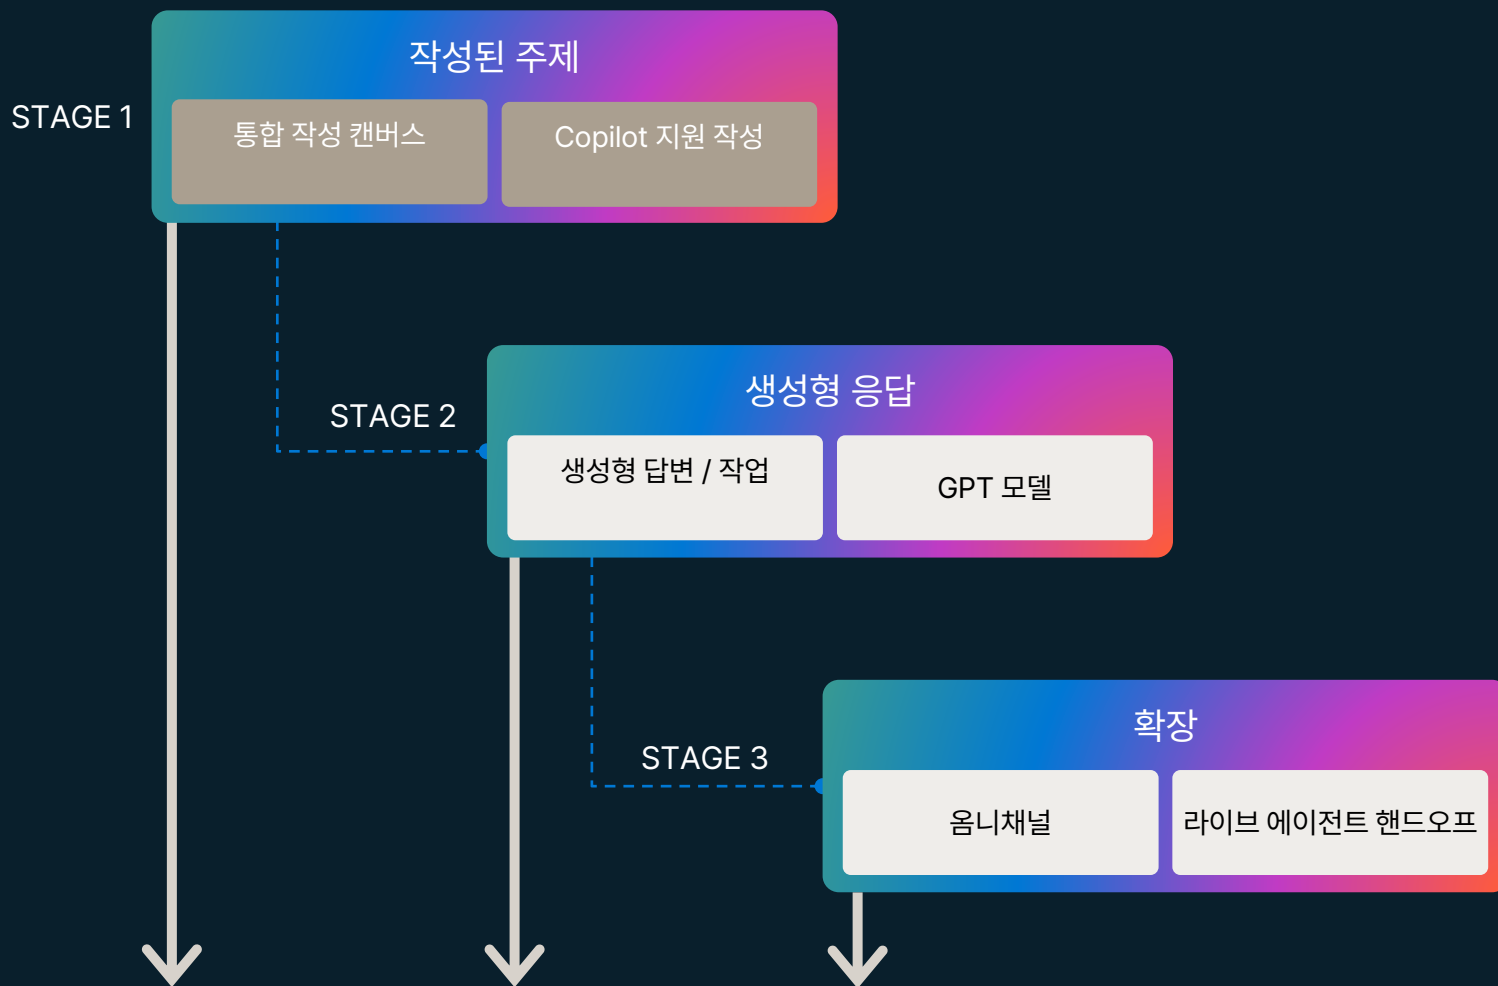 작성된 주제
STAGE 1
통합 작성 캔버스
Copilot 지원 작성
생성형 응답
STAGE 2
생성형 답변 / 작업
GPT 모델
확장
STAGE 3
옴니채널
라이브 에이전트 핸드오프